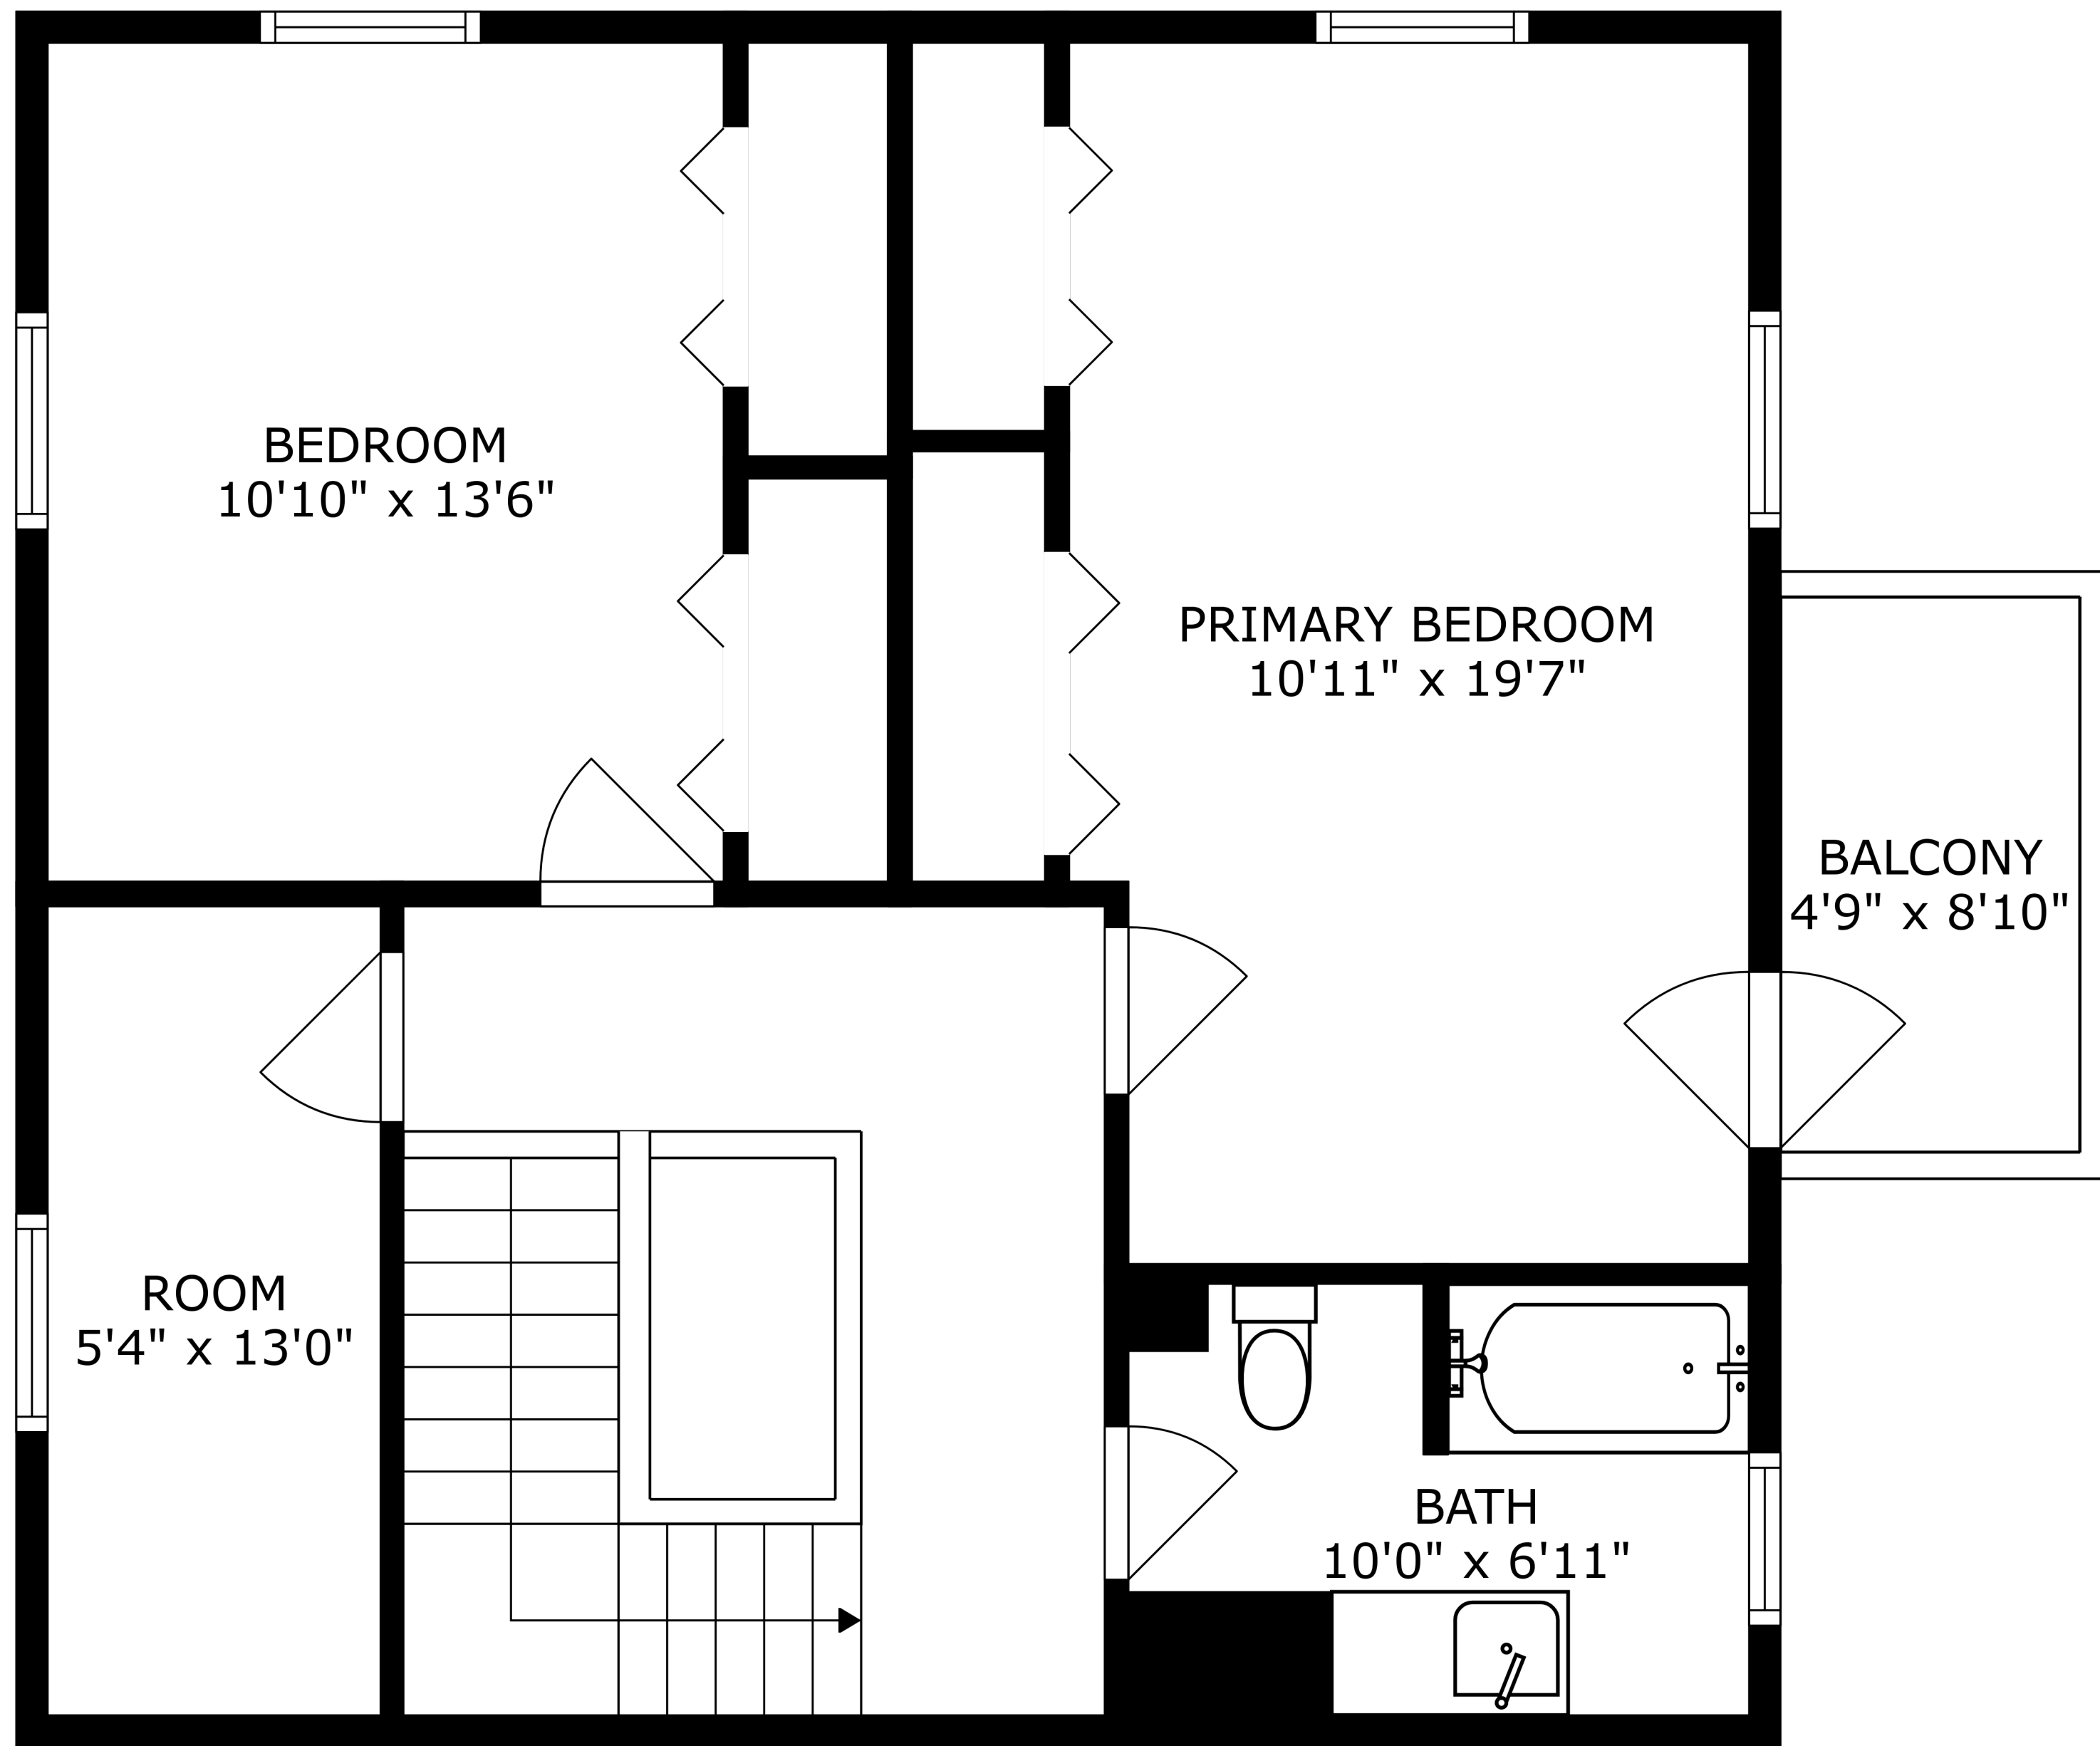 BEDROOM
10'10" x 13'6"
PRIMARY BEDROOM
10'11" x 19'7"
BALCONY
4'9" x 8'10"
ROOM
5'4" x 13'0"
BATH
10'0" x 6'11"